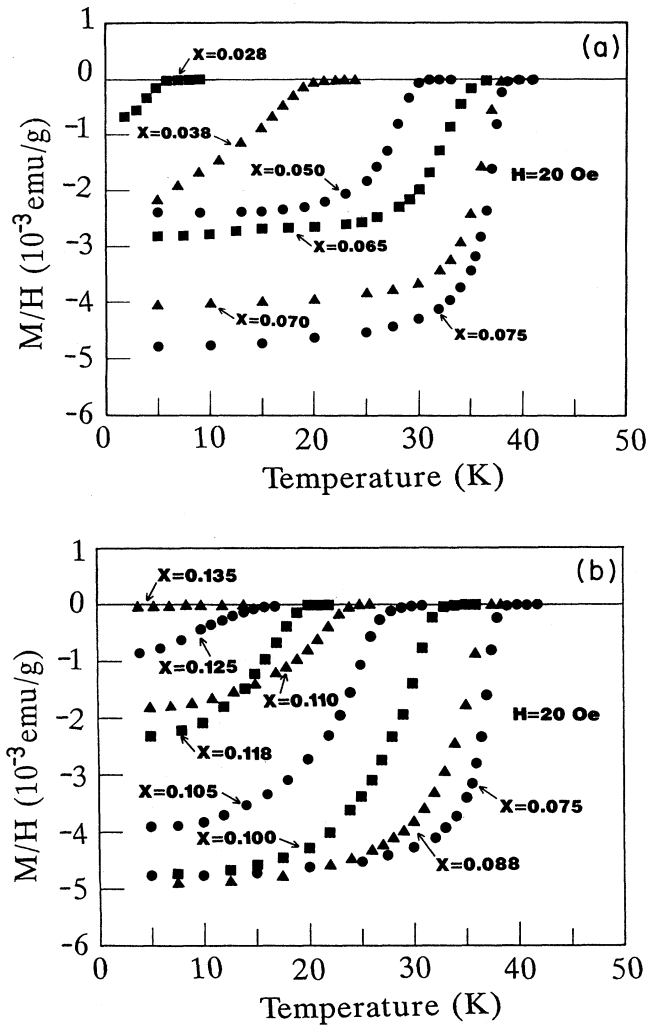 (a)
1
0
-1
-2
-3
-4
-5
-6
M/H (10-3emu/g)
X=0.028
X=0.038
X=0.050
H=20 Oe
X=0.065
X=0.070
X=0.075
0 10 20 30 40 50
Temperature (K)
(b)
1
0
-1
-2
-3
-4
-5
-6
M/H (10-3emu/g)
X=0.135
X=0.125
X=0.110
H=20 Oe
X=0.118
X=0.105
X=0.075
X=0.100
X=0.088
0 10 20 30 40 50
Temperature (K)